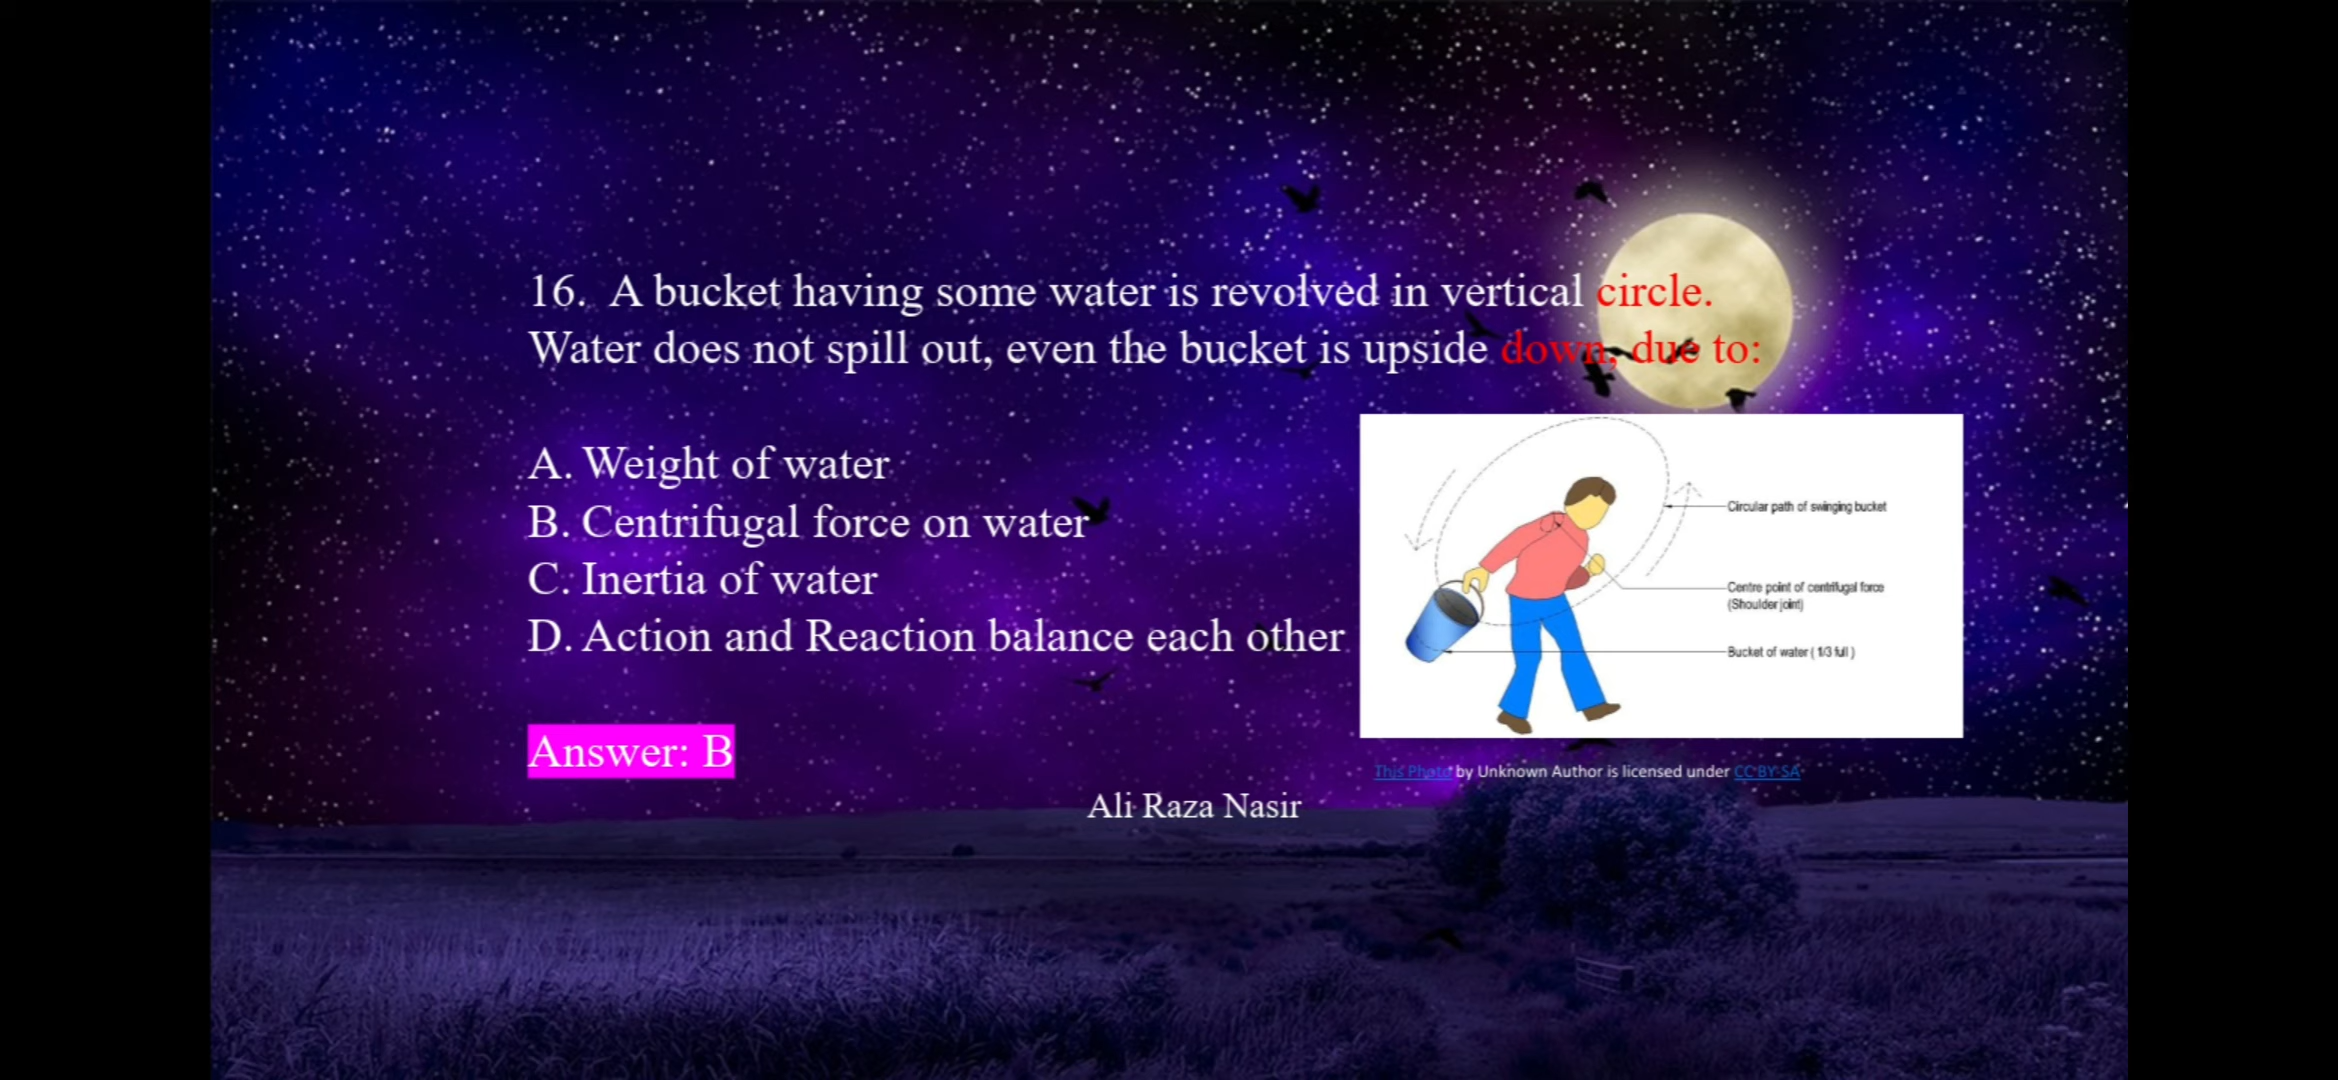 16. A bucket having some water is revolved in vertical circle.
Water does not spill out, even the bucket is upside down, due to:
A. Weight of water
B. Centrifugal force on water
C. Inertia of water
D. Action and Reaction balance each other
Circular path of swinging bucket
Centre point of centrifugal force
(Shoulder joint)
Bucket of water ( 1/3 full )
Answer: B
This Photo by Unknown Author is licensed under CC BY-SA
Ali Raza Nasir